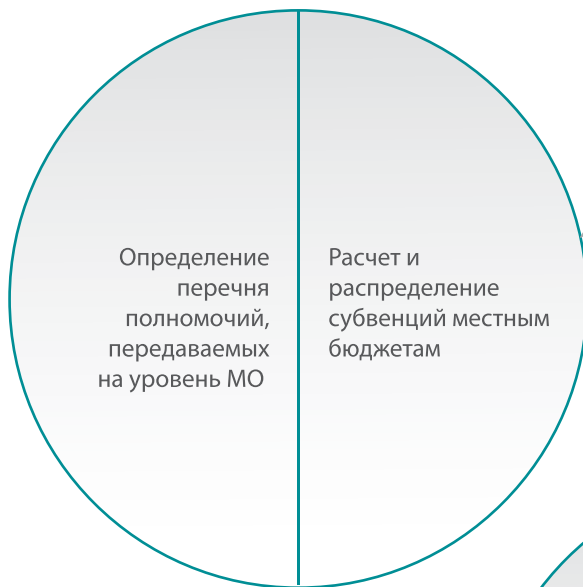 Определение
перечня
полномочий,
передаваемых
на уровень МО
Расчет и
распределение
субвенций местным
бюджетам